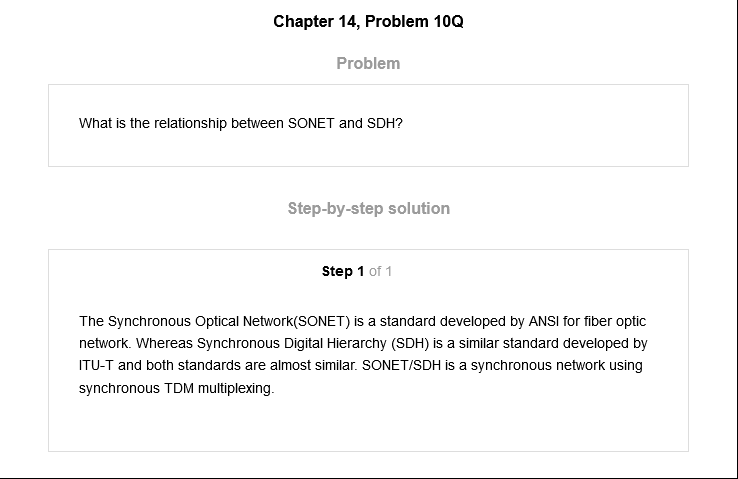 Chapter 14, Problem 10Q
Problem
What is the relationship between SONET and SDH?
Step-by-step solution
Step 1 of 1
The Synchronous Optical Network(SONET) is a standard developed by ANSI for fiber optic
network. Whereas Synchronous Digital Hierarchy (SDH) is a similar standard developed by
ITU-T and both standards are almost similar. SONET/SDH is a synchronous network using
synchronous TDM multiplexing.